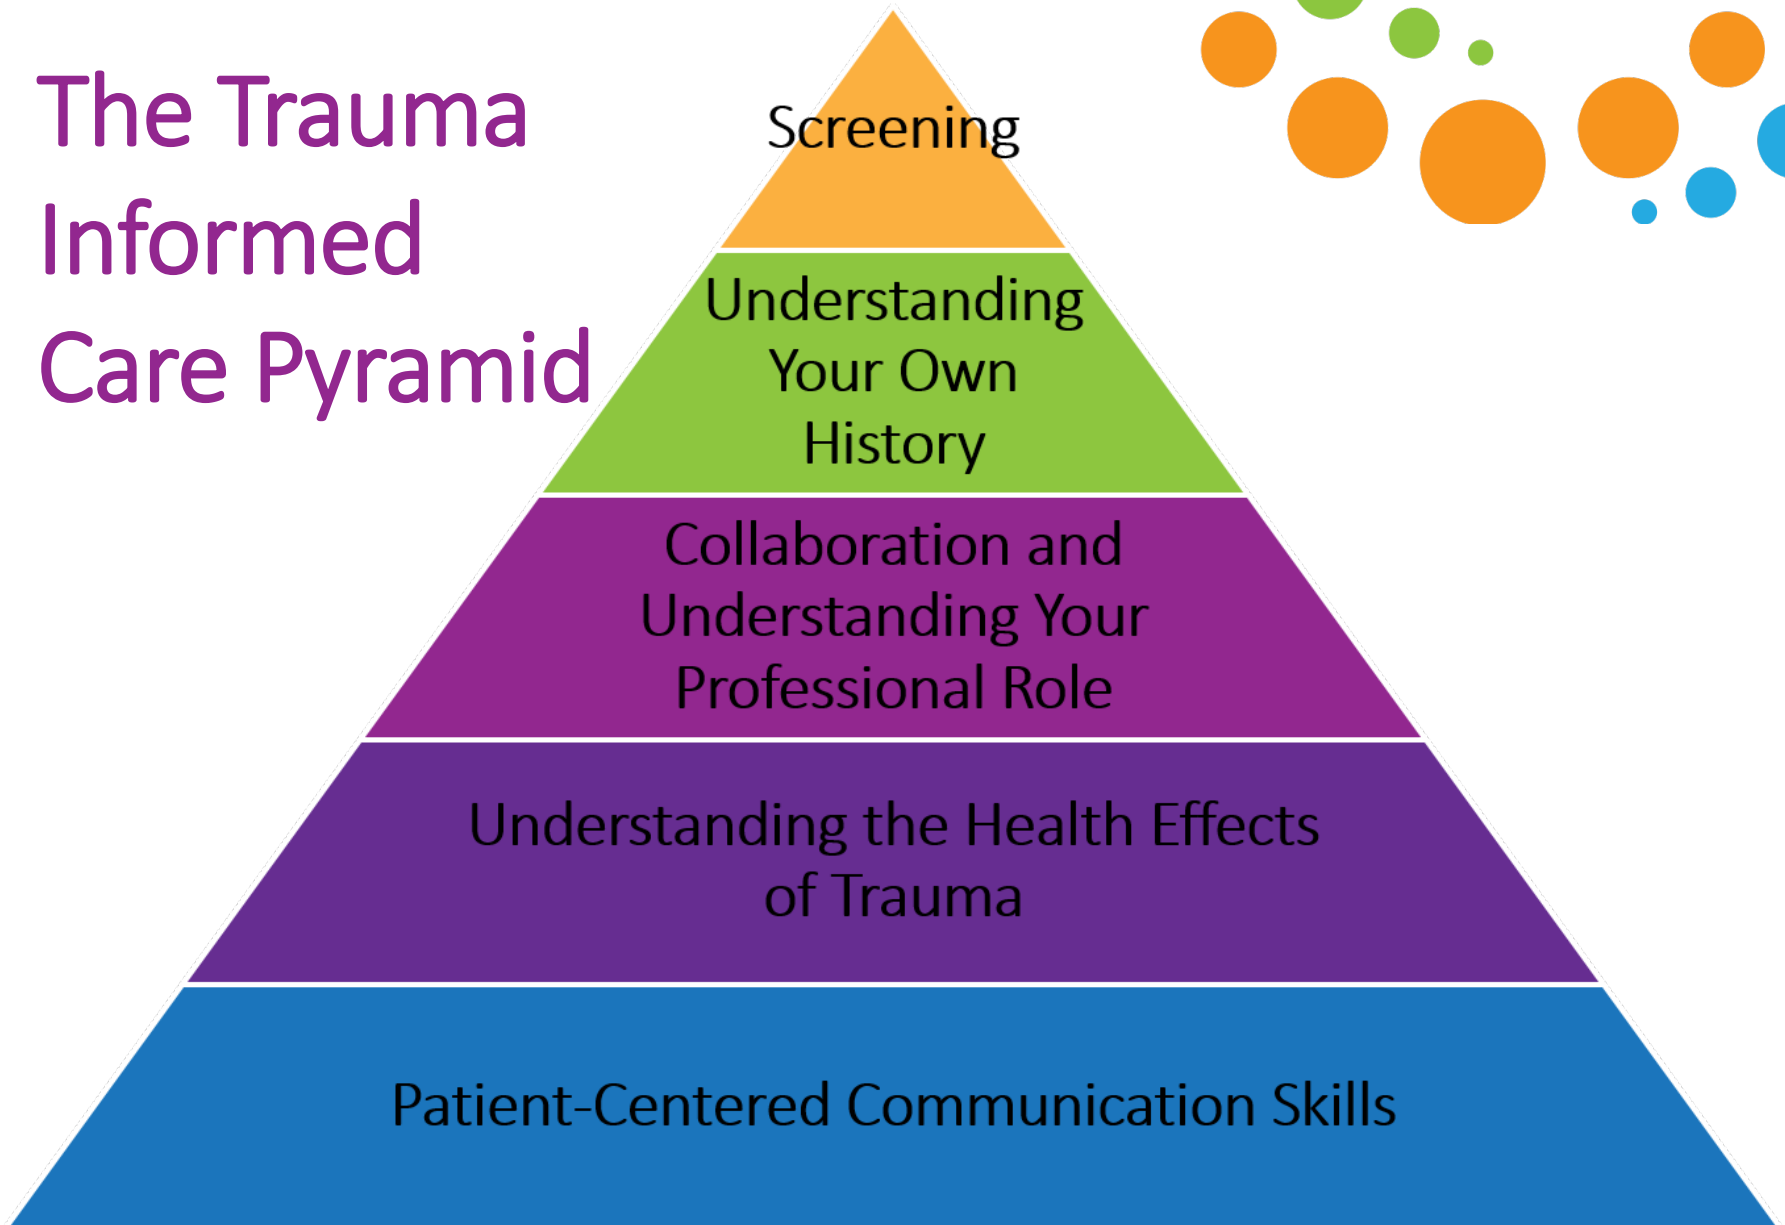 The Trauma
Informed
Care Pyramid
Screening
Understanding
Your Own
History
Collaboration and
Understanding Your
Professional Role
Understanding the Health Effects
of Trauma
Patient-Centered Communication Skills